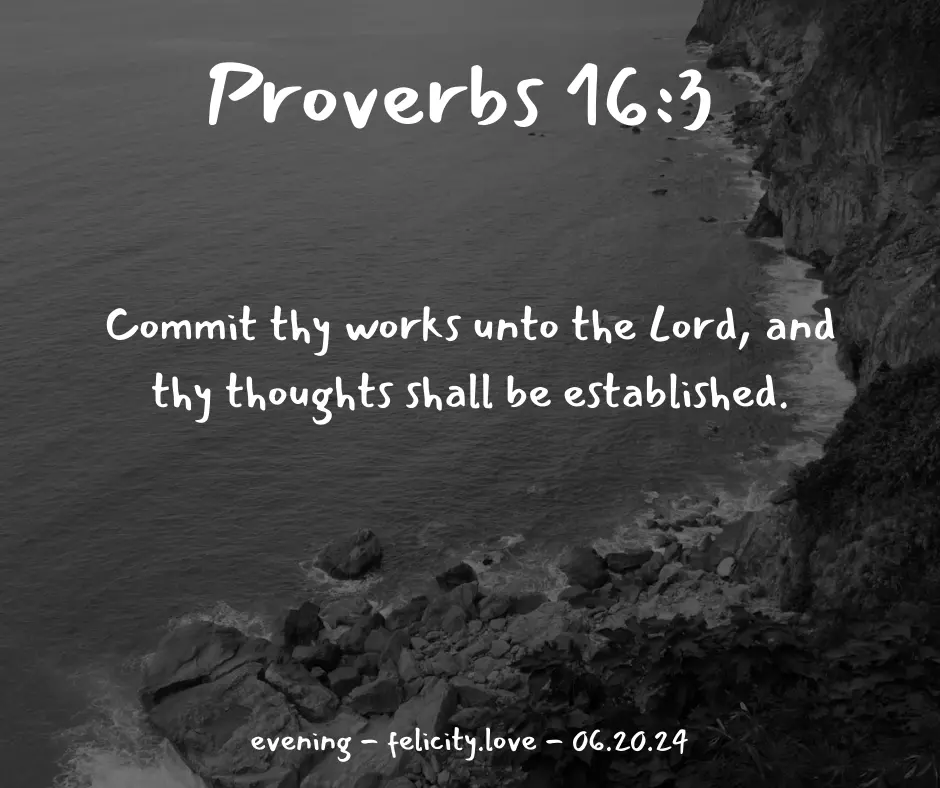 Proverbs 16:3
Commit thy works unto the Lord, and
thy thoughts shall be established.
evening - felicity.love - 06.20.24